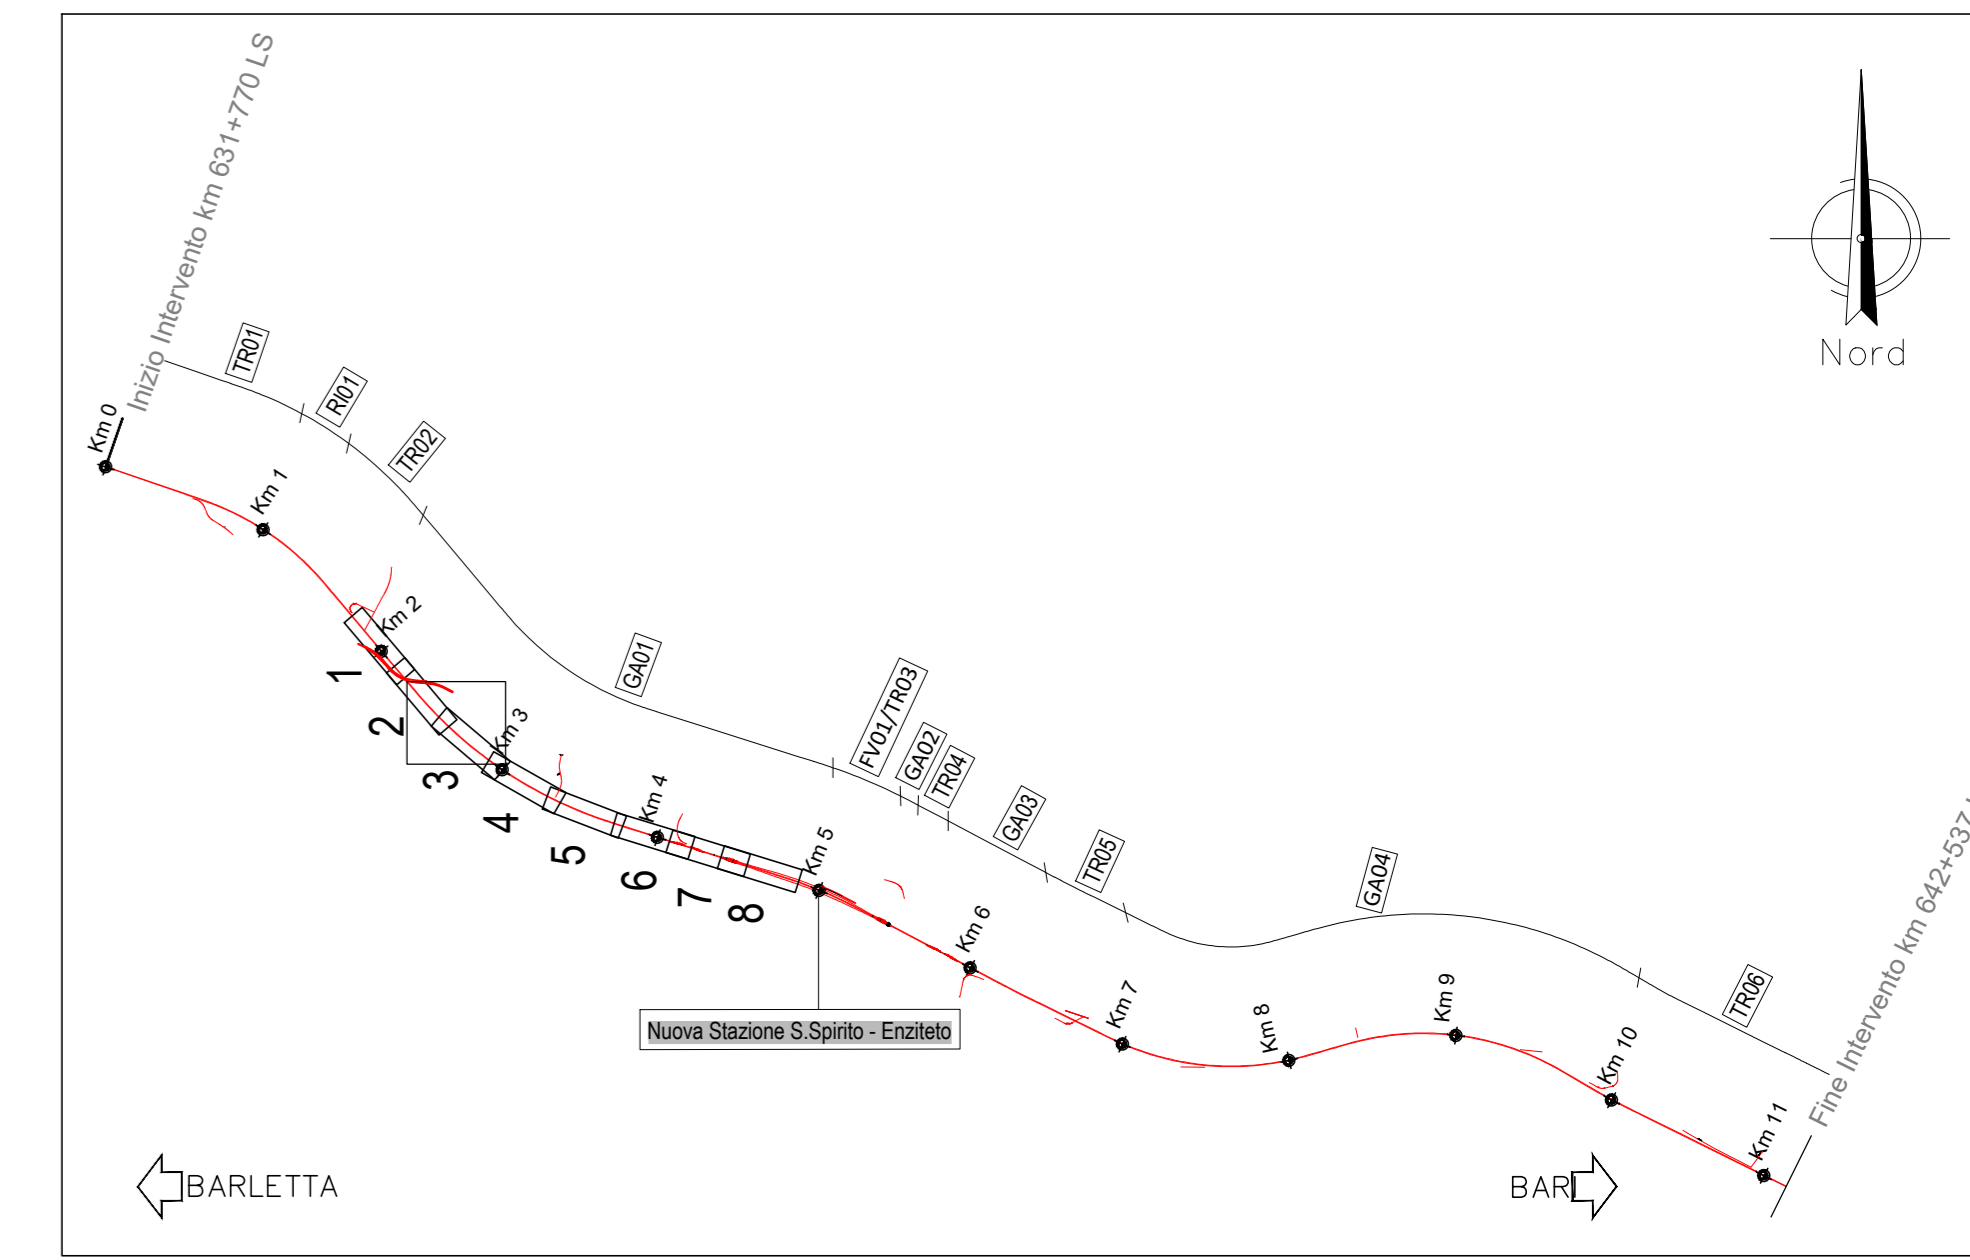 Inizio Intervento km 631+770 LS
Km 0
TR01
RI01
TR02
GA01
FV01/TR03
GA02
TR04
GA03
TR05
GA04
TR06
Nord
Km 1
Km 2
Km 3
Km 4
Km 5
Km 6
Km 7
Km 8
Km 9
Km 10
Km 11
1
2
3
4
5
6
7
8
Nuova Stazione S.Spirito - Enziteto
Fine Intervento km 642+537
BARLETTA
BAR